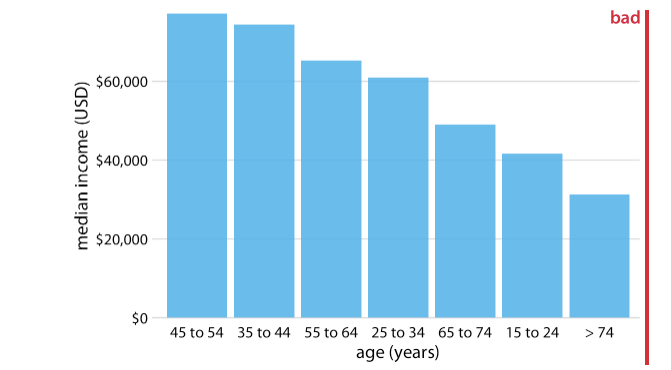 bad
median income (USD)
$60,000
$40,000
$20,000
$0
45 to 54 35 to 44 55 to 64 25 to 34 65 to 74 15 to 24 > 74
age (years)